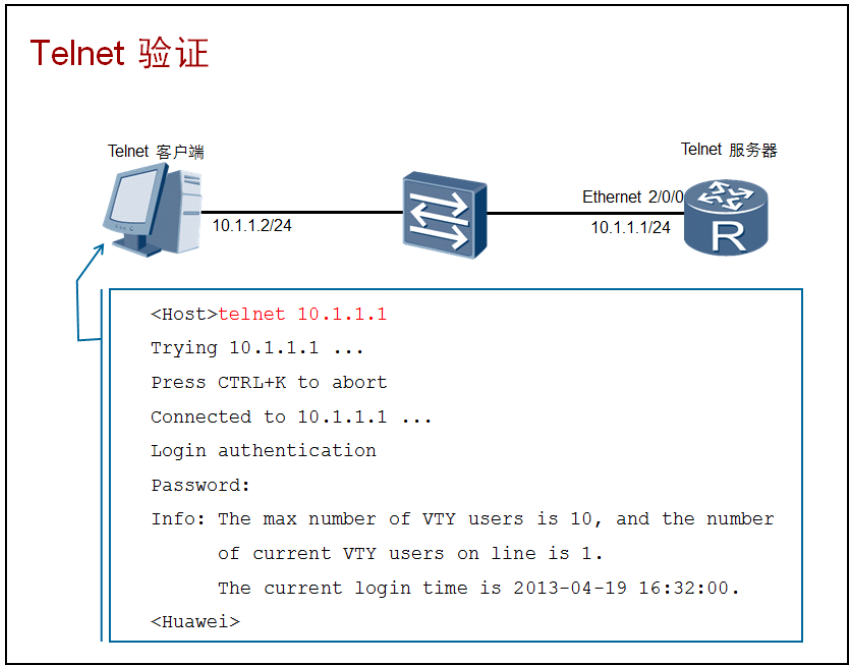 Telnet 验证
Telnet 客户端
Telnet 服务器
Ethernet 2/0/0
10.1.1.2/24
10.1.1.1/24
R
<Host>telnet 10.1.1.1
Trying 10.1.1.1 ...
Press CTRL+K to abort
Connected to 10.1.1.1 ...
Login authentication
Password:
Info: The max number of VTY users is 10, and the number
of current VTY users on line is 1.
The current login time is 2013-04-19 16:32:00.
<Huawei>